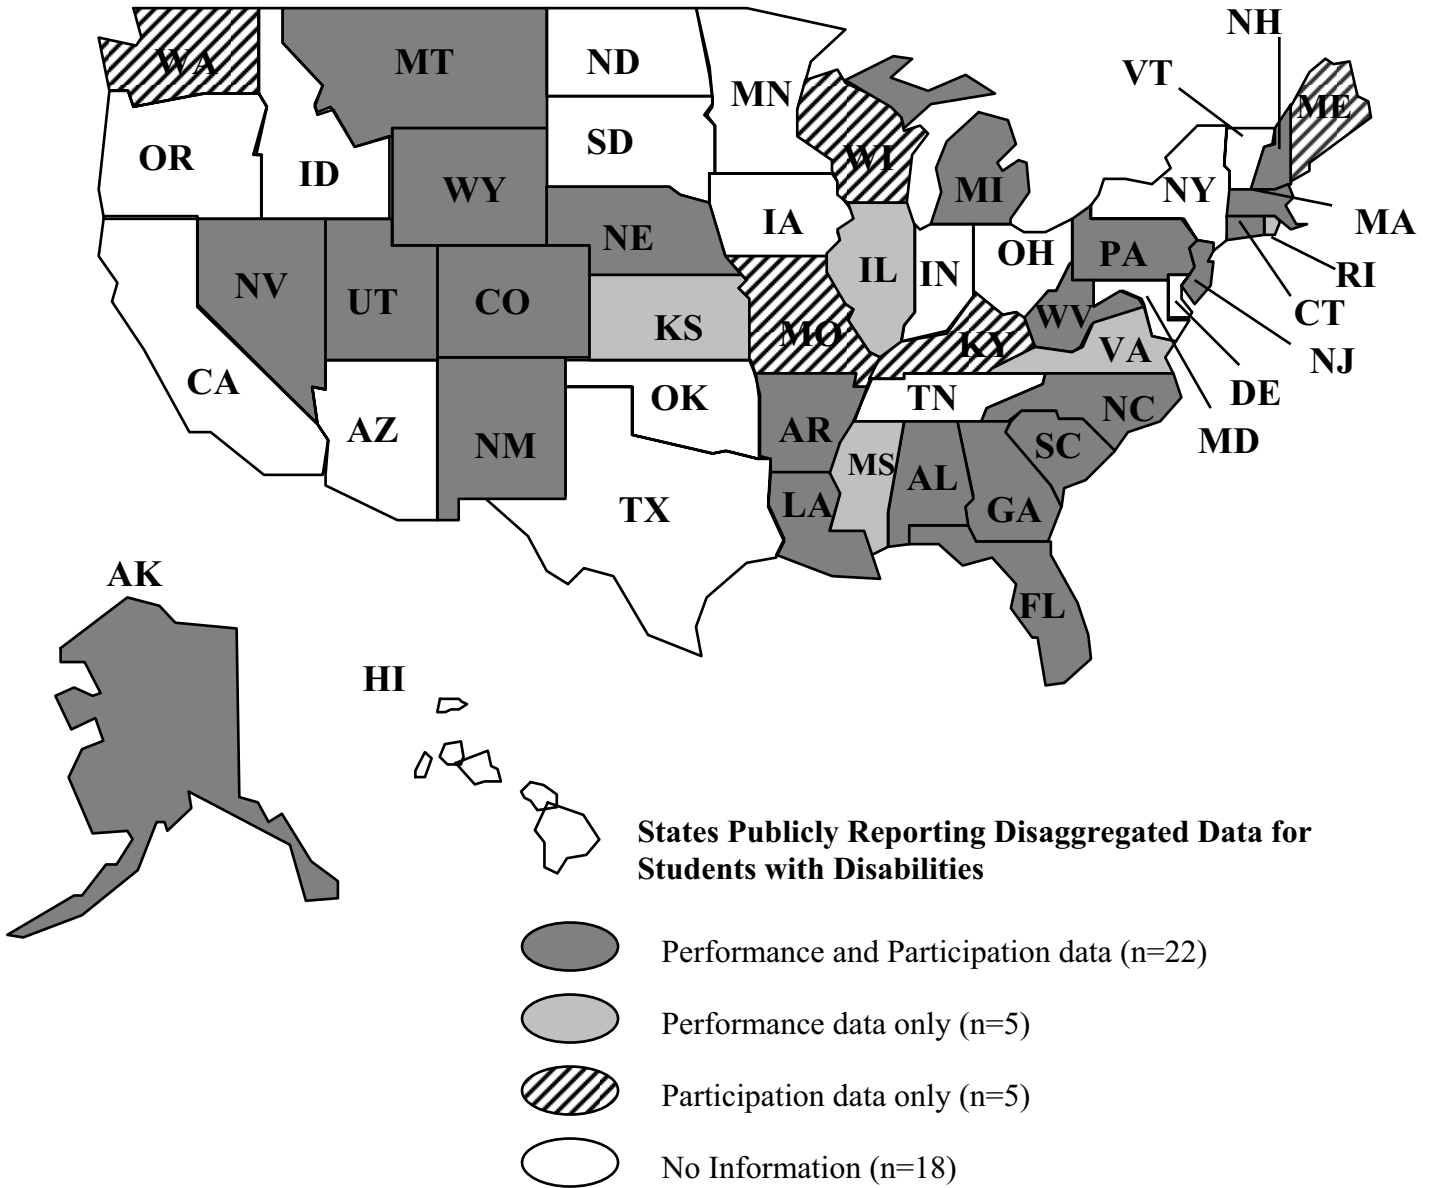 NH
VT
WA
MT
ND
MN
ME
OR
ID
SD
WI
WY
MI
NY
MA
NE
IA
OH
PA
RI
NV
UT
CO
IL
IN
CT
KS
MO
KY
WV
VA
NJ
CA
OK
TN
DE
AZ
NM
AR
NC
MD
MS
SC
AL
TX
LA
GA
AK
FL
HI
States Publicly Reporting Disaggregated Data for
Students with Disabilities
Performance and Participation data (n=22)
Performance data only (n=5)
Participation data only (n=5)
No Information (n=18)